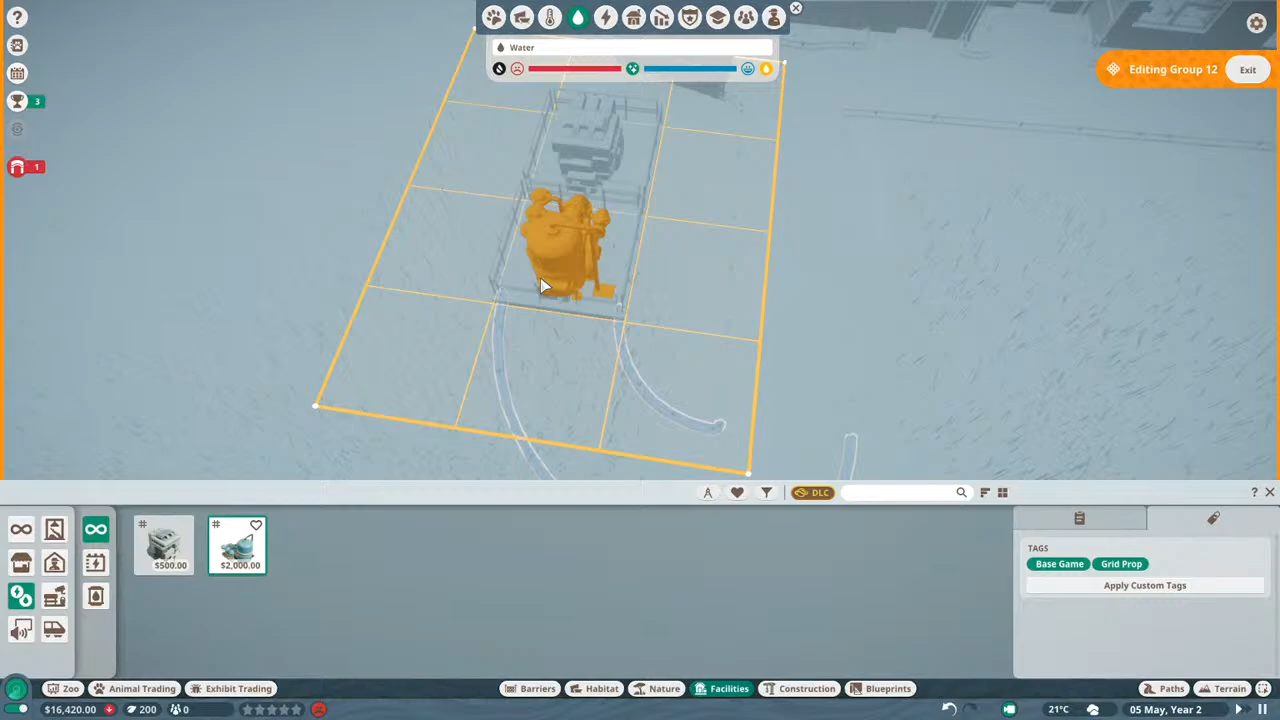 Water
Editing Group 12
Exit
3
1
DLC
$500.00
$2,000.00
TAGS
Base Game
Grid Prop
Apply Custom Tags
Zoo
Animal Trading
Exhibit Trading
Barriers
Habitat
Nature
Facilities
Construction
Blueprints
Paths
Terrain
$16,420.00
200
0
21°C
05 May, Year 2